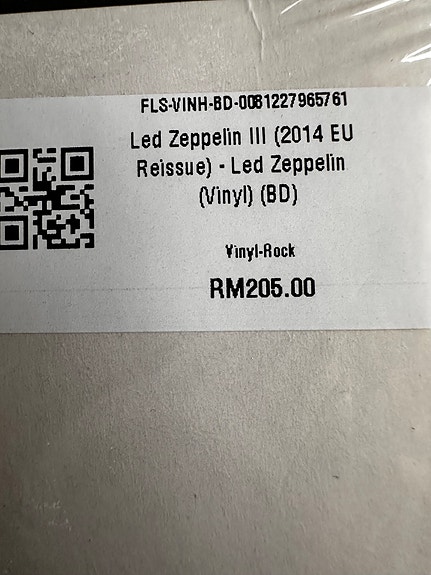 FLS-VINH-BD-0081227965761
Led Zeppelin III (2014 EU
Reissue) - Led Zeppelin
(Vinyl) (BD)
Vinyl-Rock
RM205.00